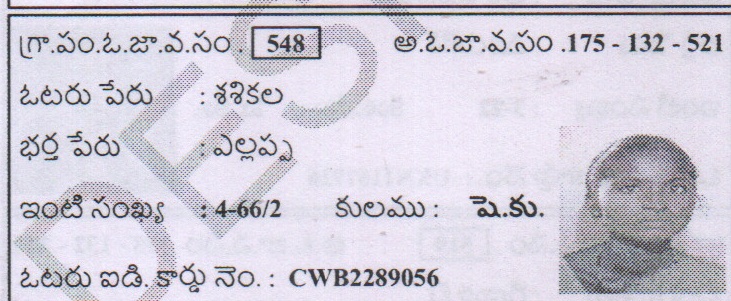 గ్రా.పం.ఓ.జా.వ.సం. 548 అ.ఓ.జా.వ.సం .175 - 132 - 521
ఓటరు పేరు : శశికల
భర్త పేరు : ఎల్లప్ప
ఇంటి సంఖ్య : 4-66/2 కులము : షె.కు.
ఓటరు ఐడి. కార్డు నెం. : CWB2289056